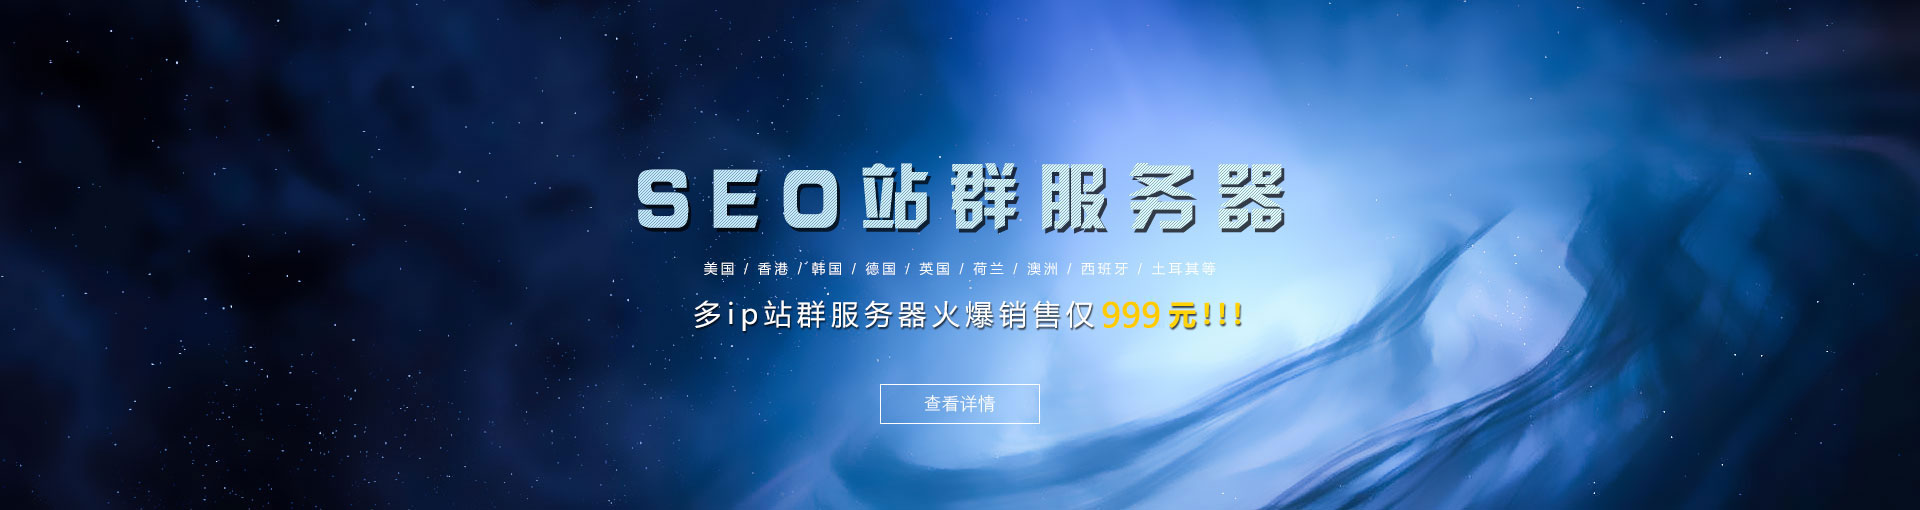 SEO站群服务器
美国 / 香港 / 韩国 / 德国 / 英国 / 荷兰 / 澳洲 / 西班牙 / 土耳其等
多ip站群服务器火爆销售仅999元!!!
查看详情